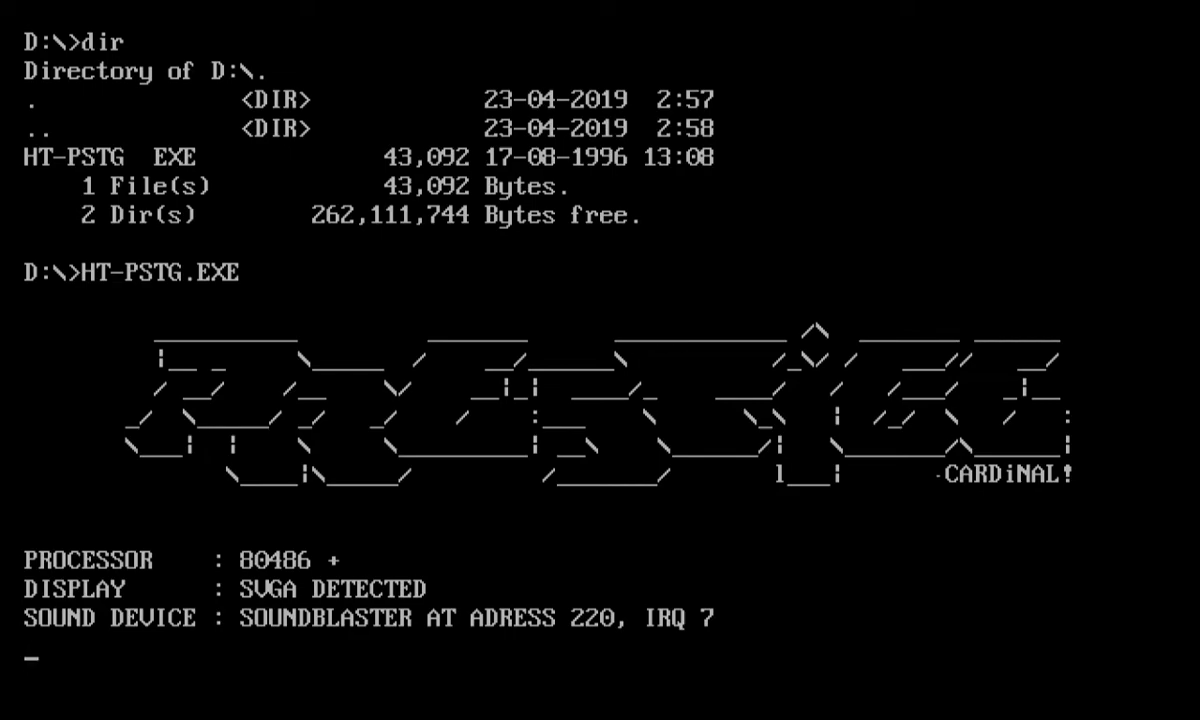 D:\>dir
Directory of D:\.
. <DIR> 23-04-2019 2:57
.. <DIR> 23-04-2019 2:58
HT-PSTG EXE 43,092 17-08-1996 13:08
1 File(s) 43,092 Bytes.
2 Dir(s) 262,111,744 Bytes free.
D:\>HT-PSTG.EXE
PRESTiGE
-CARDiNAL!
PROCESSOR : 80486 +
DISPLAY : SVGA DETECTED
SOUND DEVICE : SOUNDBLASTER AT ADRESS 220, IRQ 7
_